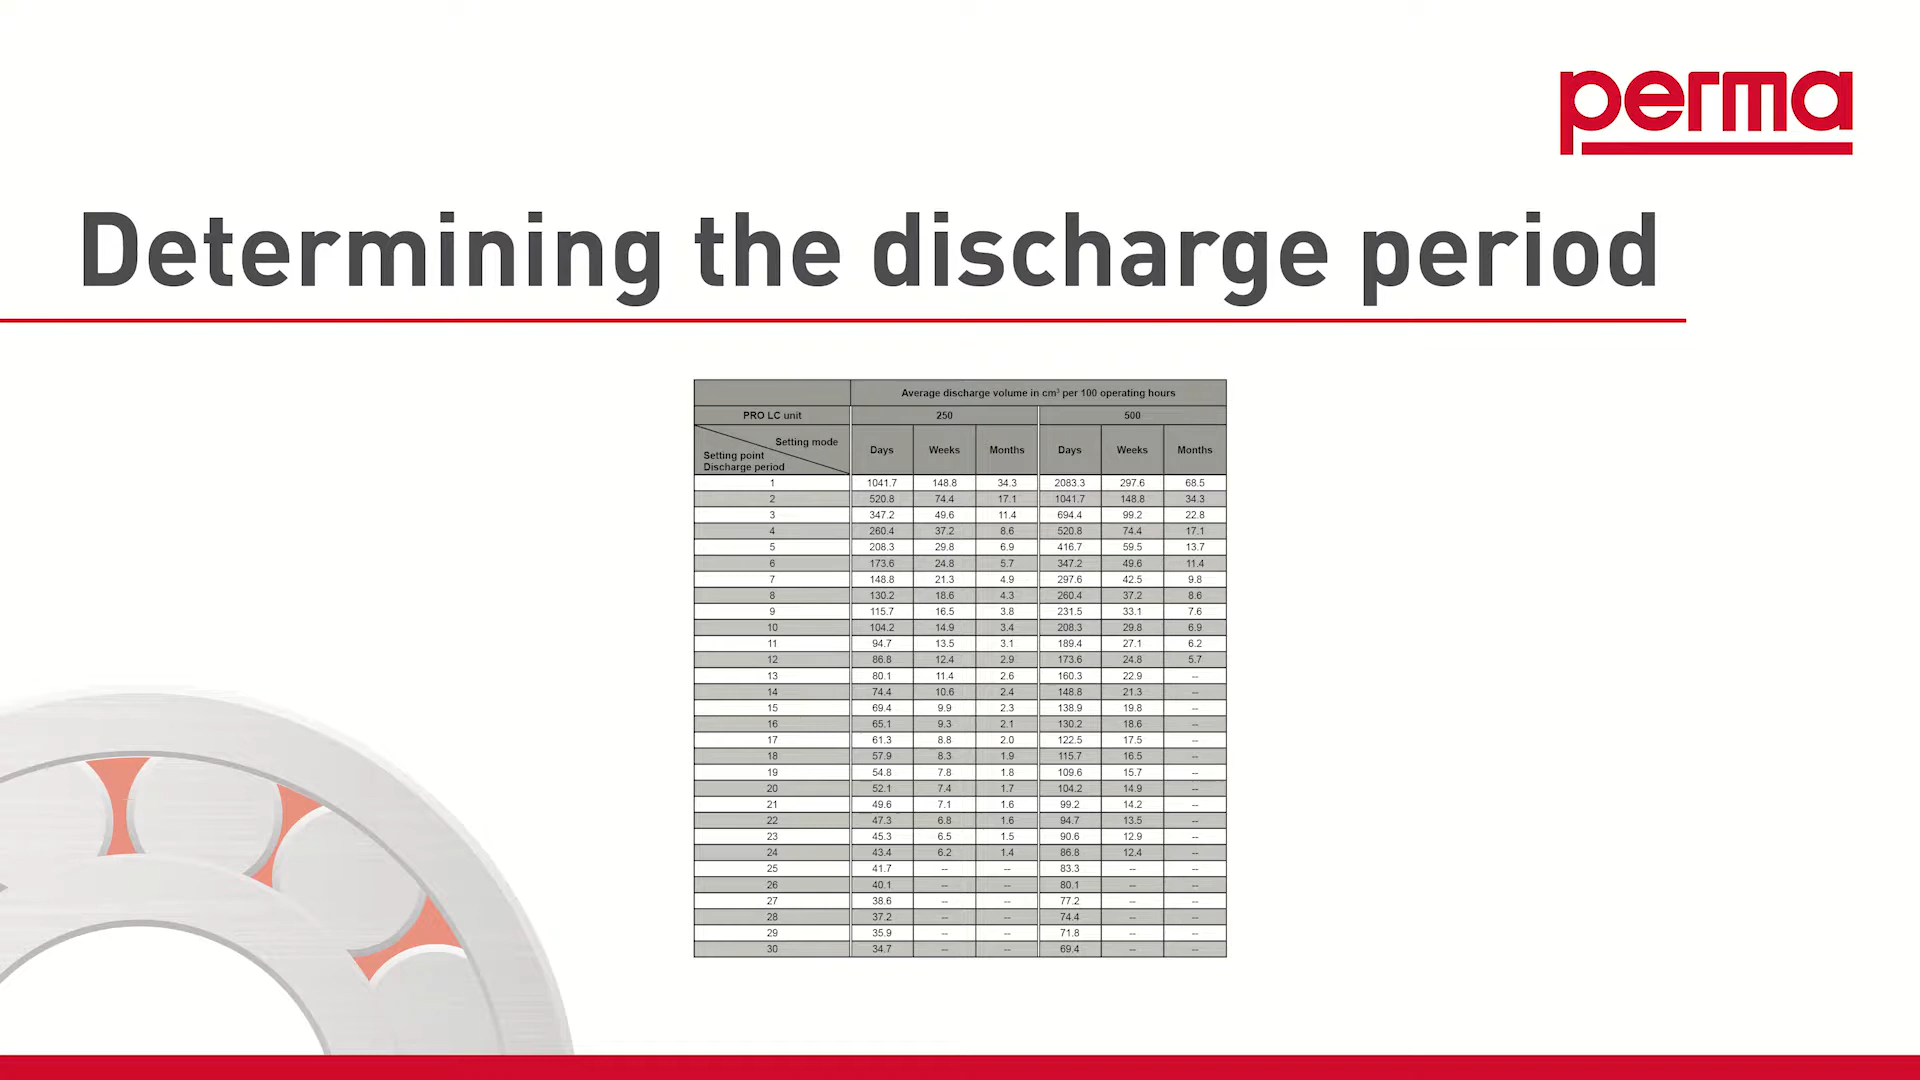 perma
Determining the discharge period
Average discharge volume in cm³ per 100 operating hours
PRO LC unit 250 500
Setting mode
Setting point
Discharge period
Days Weeks Months Days Weeks Months
1 1041.7 148.8 34.3 2083.3 297.6 68.5
2 520.8 74.4 17.1 1041.7 148.8 34.3
3 347.2 49.6 11.4 694.4 99.2 22.8
4 260.4 37.2 8.6 520.8 74.4 17.1
5 208.3 29.8 6.9 416.7 59.5 13.7
6 173.6 24.8 5.7 347.2 49.6 11.4
7 148.8 21.3 4.9 297.6 42.5 9.8
8 130.2 18.6 4.3 260.4 37.2 8.6
9 115.7 16.5 3.8 231.5 33.1 7.6
10 104.2 14.9 3.4 208.3 29.8 6.9
11 94.7 13.5 3.1 189.4 27.1 6.2
12 86.8 12.4 2.9 173.6 24.8 5.7
13 80.1 11.4 2.6 160.3 22.9 --
14 74.4 10.6 2.4 148.8 21.3 --
15 69.4 9.9 2.3 138.9 19.8 --
16 65.1 9.3 2.1 130.2 18.6 --
17 61.3 8.8 2.0 122.5 17.5 --
18 57.9 8.3 1.9 115.7 16.5 --
19 54.8 7.8 1.8 109.6 15.7 --
20 52.1 7.4 1.7 104.2 14.9 --
21 49.6 7.1 1.6 99.2 14.2 --
22 47.3 6.8 1.6 94.7 13.5 --
23 45.3 6.5 1.5 90.6 12.9 --
24 43.4 6.2 1.4 86.8 12.4 --
25 41.7 -- -- 83.3 -- --
26 40.1 -- -- 80.1 -- --
27 38.6 -- -- 77.2 -- --
28 37.2 -- -- 74.4 -- --
29 35.9 -- -- 71.8 -- --
30 34.7 -- -- 69.4 -- --